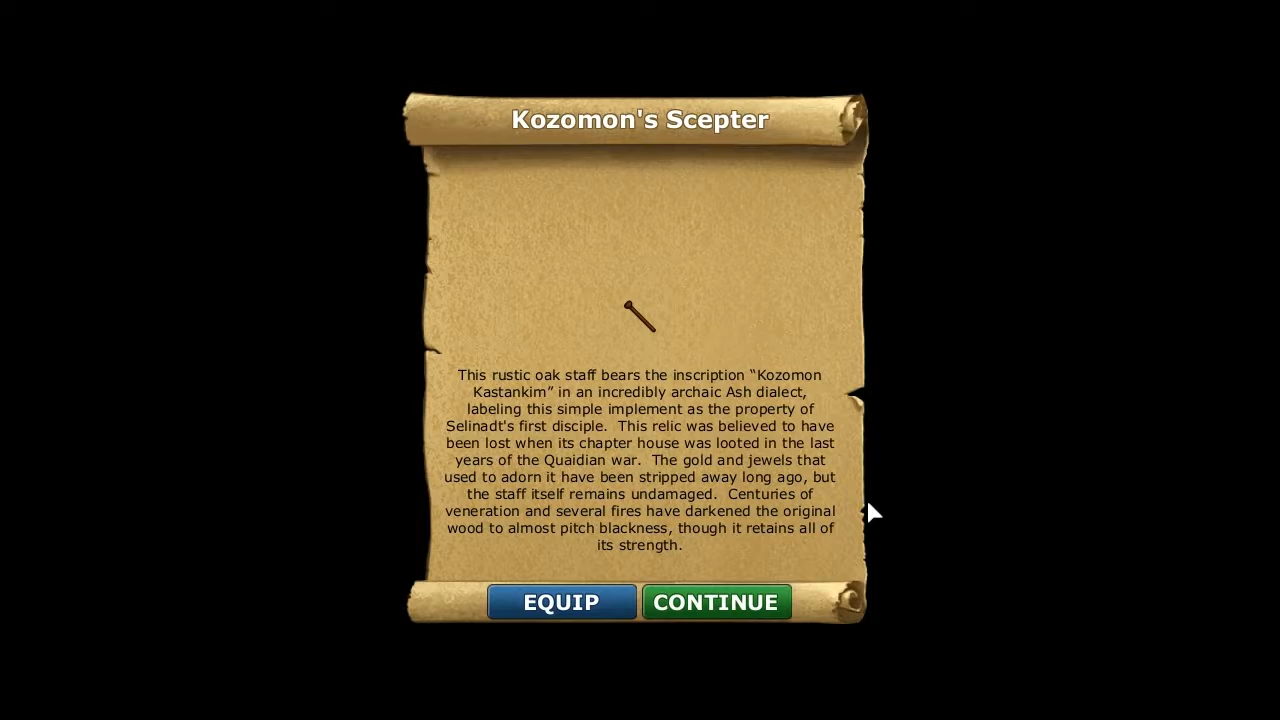 Kozomon's Scepter
This rustic oak staff bears the inscription “Kozomon
Kastankim” in an incredibly archaic Ash dialect,
labeling this simple implement as the property of
Selinadt's first disciple.  This relic was believed to have
been lost when its chapter house was looted in the last
years of the Quaidian war.  The gold and jewels that
used to adorn it have been stripped away long ago, but
the staff itself remains undamaged.  Centuries of
veneration and several fires have darkened the original
wood to almost pitch blackness, though it retains all of
its strength.
EQUIP CONTINUE